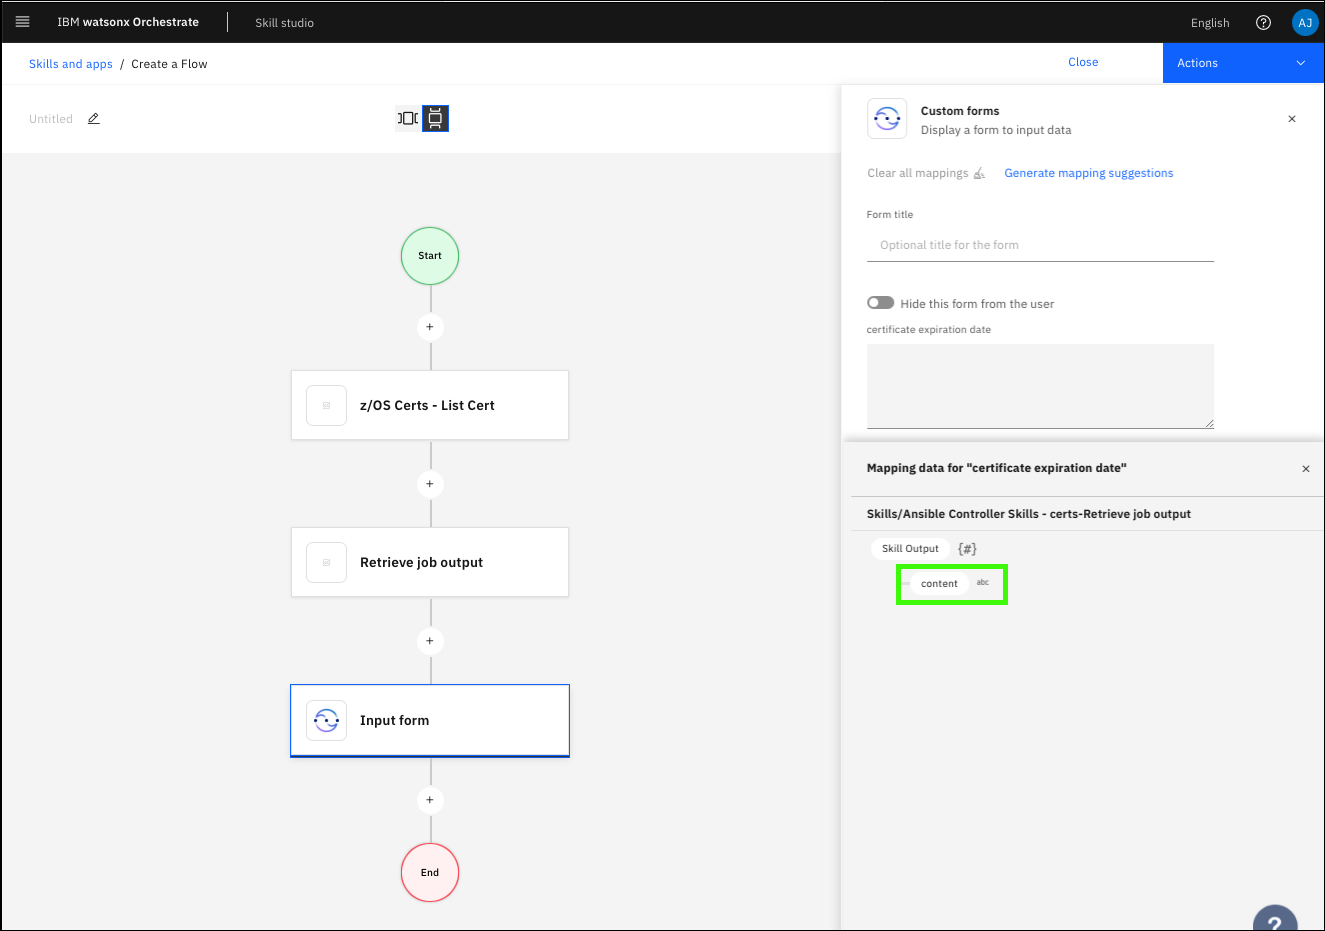 IBM watsonx Orchestrate
Skill studio
English
AJ
Skills and apps / Create a Flow
Close
Actions
Untitled
Start
+
z/OS Certs - List Cert
+
Retrieve job output
+
Input form
+
End
Custom forms
Display a form to input data
Clear all mappings
Generate mapping suggestions
Form title
Optional title for the form
Hide this form from the user
certificate expiration date
Mapping data for "certificate expiration date"
Skills/Ansible Controller Skills - certs-Retrieve job output
Skill Output {#}
content abc
?